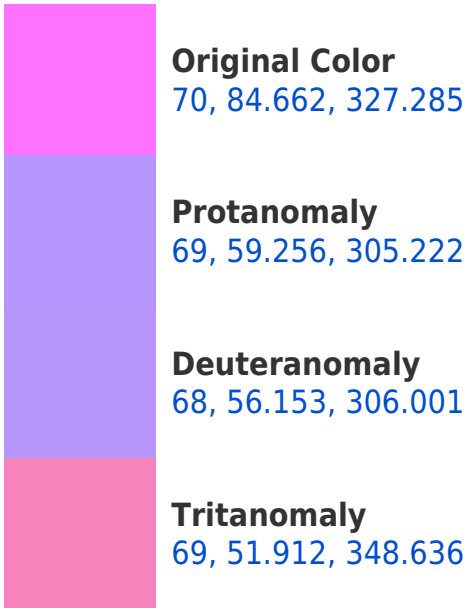 Original Color
70, 84.662, 327.285
Protanomaly
69, 59.256, 305.222
Deuteranomaly
68, 56.153, 306.001
Tritanomaly
69, 51.912, 348.636